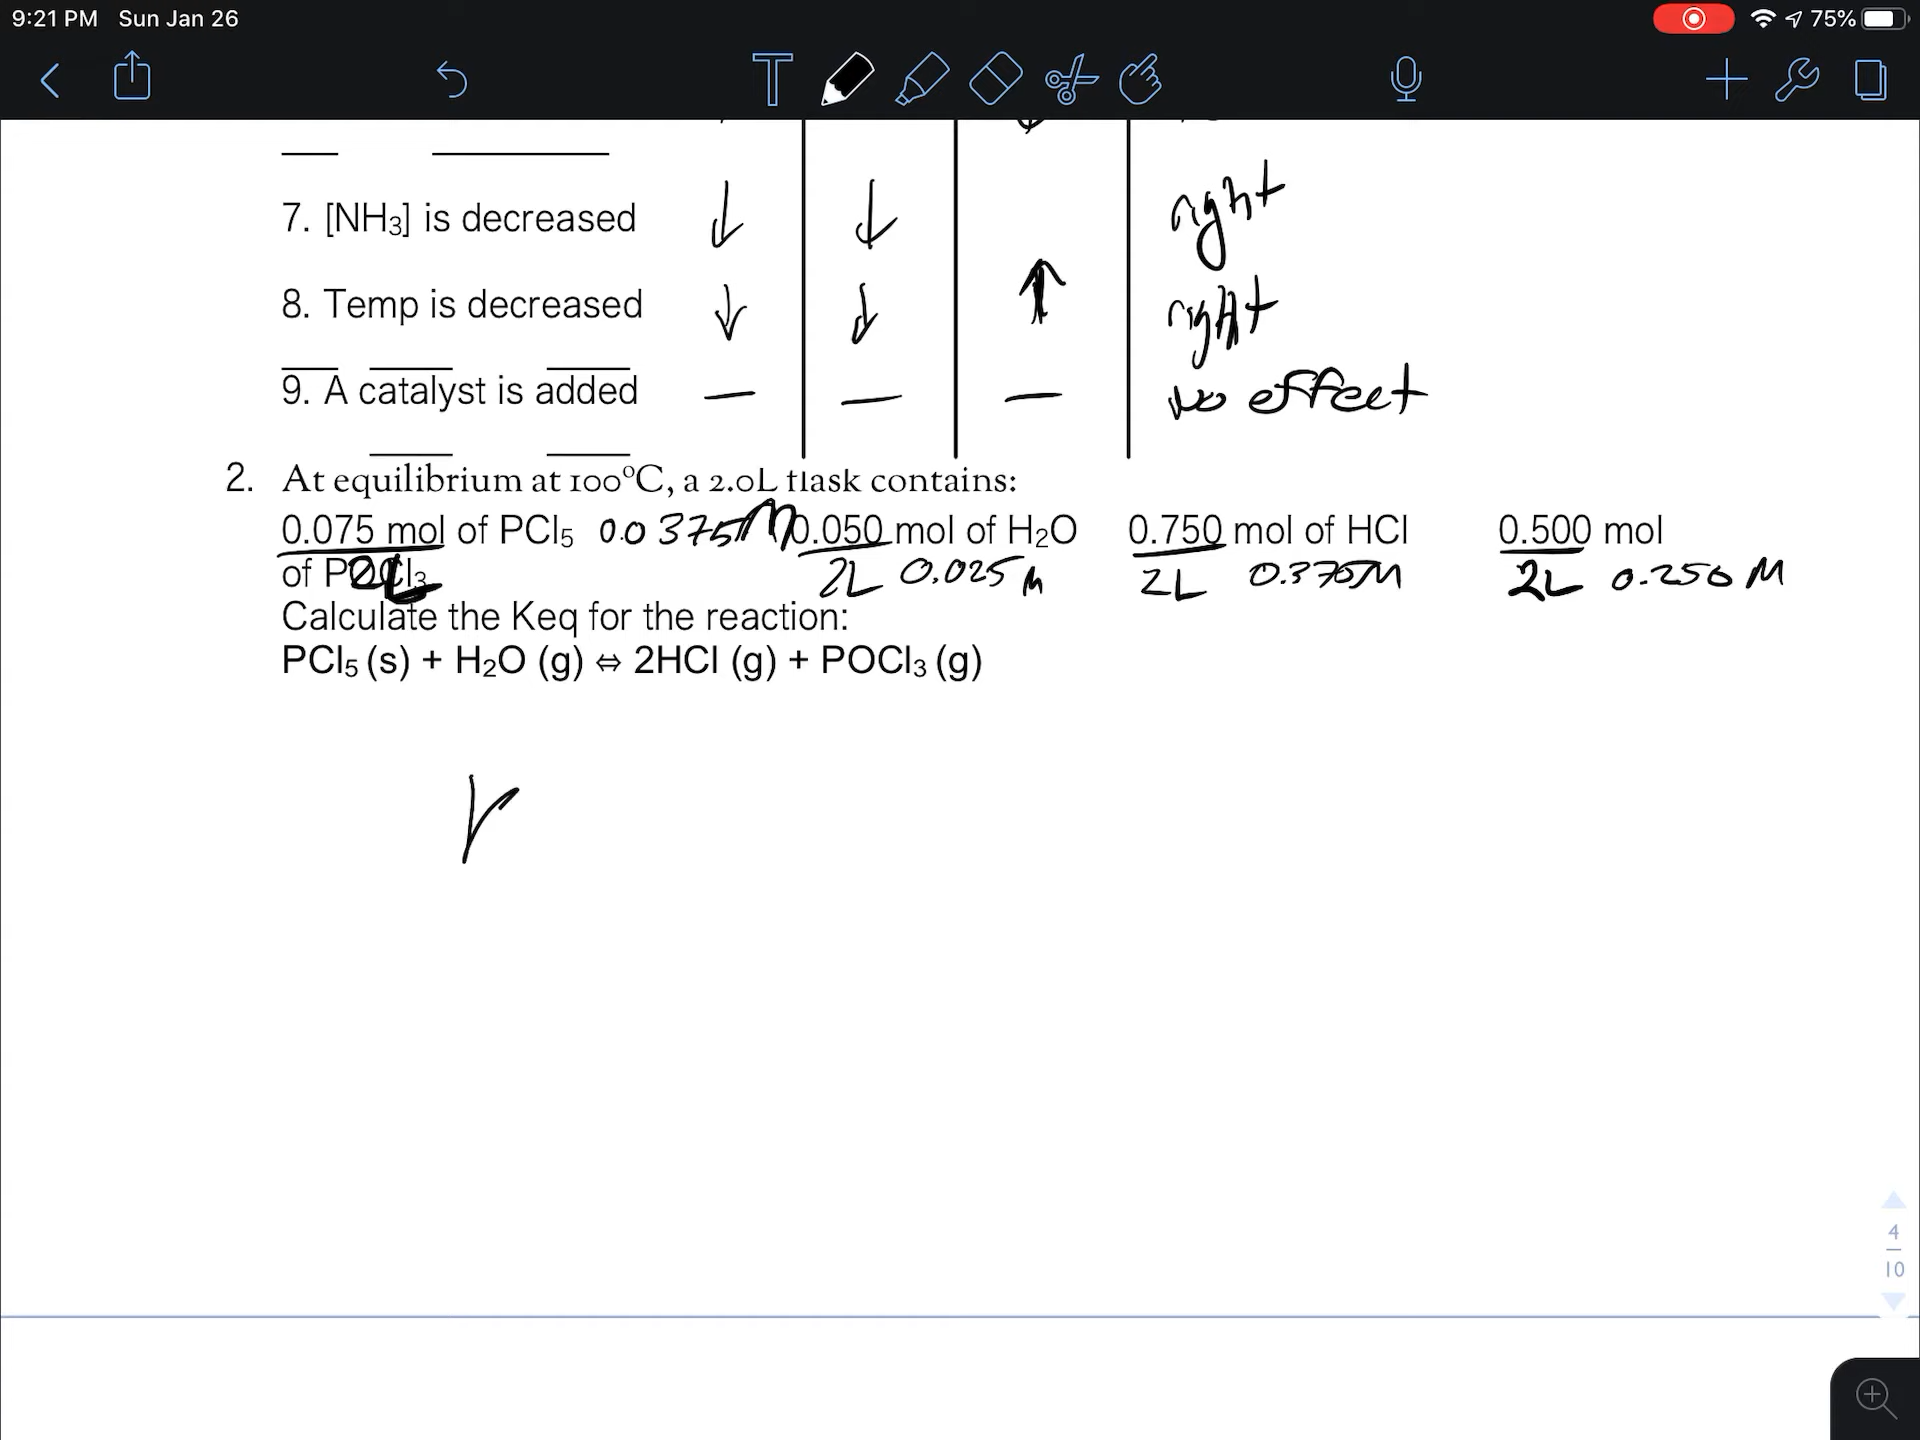 9:21 PM Sun Jan 26 75%
T
7. [NH₃] is decreased ↓ ↓ right
8. Temp is decreased ↓ ↓ ↑ right
9. A catalyst is added — — — no effect
2. At equilibrium at 100°C, a 2.0L flask contains:
0.075 mol of PCl₅ 0.0375M 0.050 mol of H₂O 0.750 mol of HCl 0.500 mol
of POCl₃ 2L 2L 0.025 M 2L 0.375M 2L 0.250 M
Calculate the Keq for the reaction:
PCl₅ (s) + H₂O (g) ⇔ 2HCl (g) + POCl₃ (g)
4
10